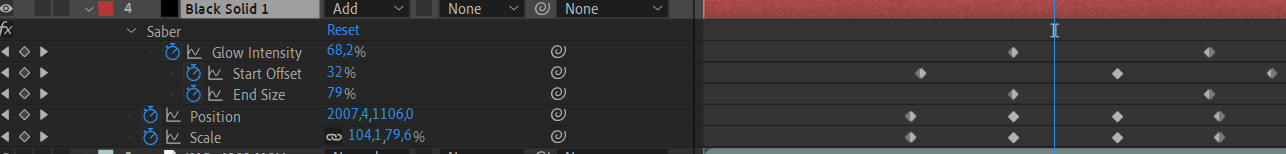 4 Black Solid 1 Add None None
fx Saber Reset
Glow Intensity 68,2%
Start Offset 32%
End Size 79%
Position 2007,4,1106,0
Scale 104,1,79,6%